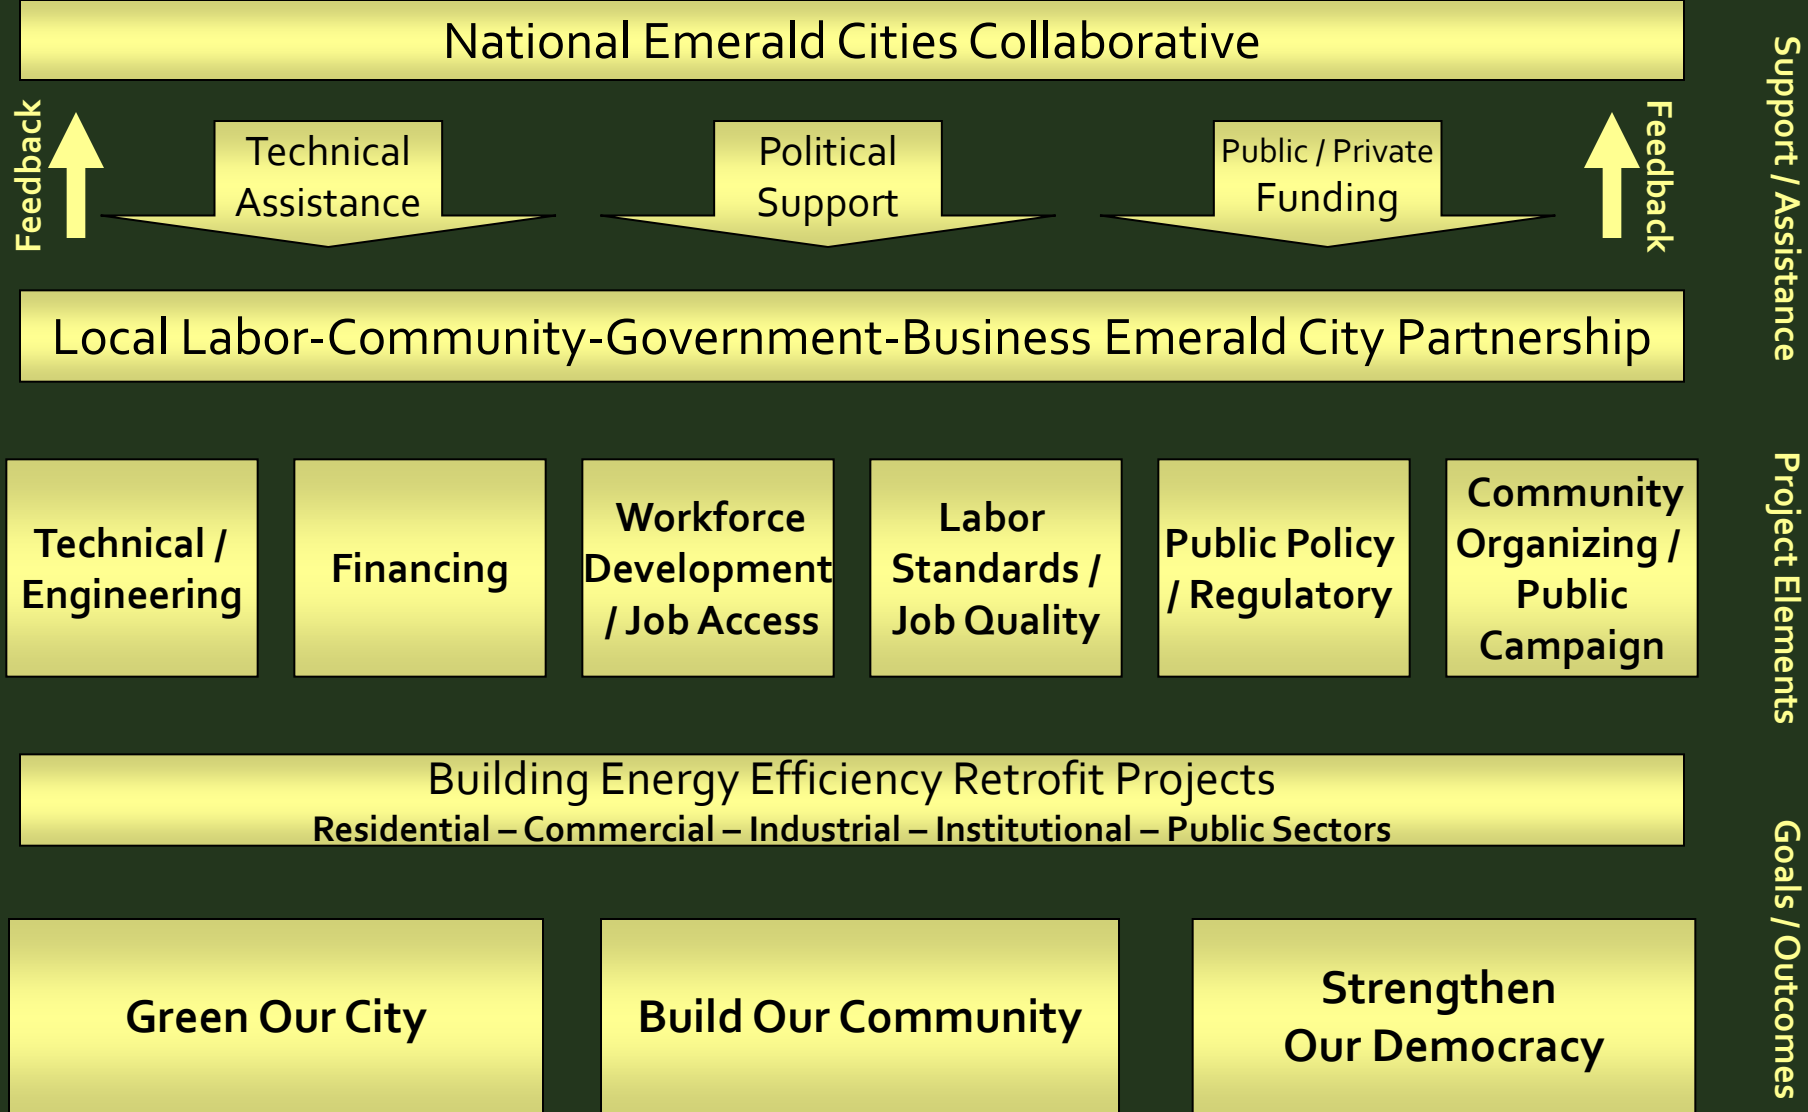 National Emerald Cities Collaborative
Feedback
Technical
Assistance
Political
Support
Public / Private
Funding
Feedback
Support / Assistance
Local Labor-Community-Government-Business Emerald City Partnership
Technical /
Engineering
Financing
Workforce
Development
/ Job Access
Labor
Standards /
Job Quality
Public Policy
/ Regulatory
Community
Organizing /
Public
Campaign
Project Elements
Building Energy Efficiency Retrofit Projects
Residential – Commercial – Industrial – Institutional – Public Sectors
Green Our City
Build Our Community
Strengthen
Our Democracy
Goals / Outcomes